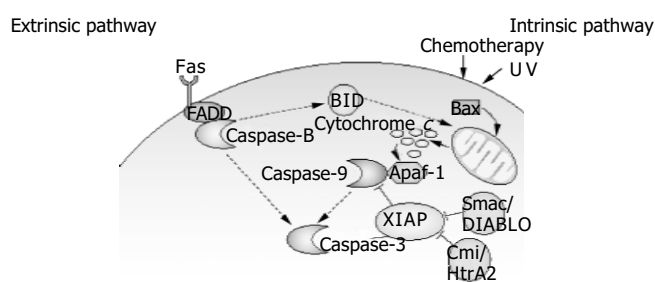 Extrinsic pathway
Intrinsic pathway
Chemotherapy
UV
Fas
FADD
BID
Bax
Caspase-B
Cytochrome c
Caspase-9
Apaf-1
XIAP
Smac/
DIABLO
Caspase-3
Cmi/
HtrA2